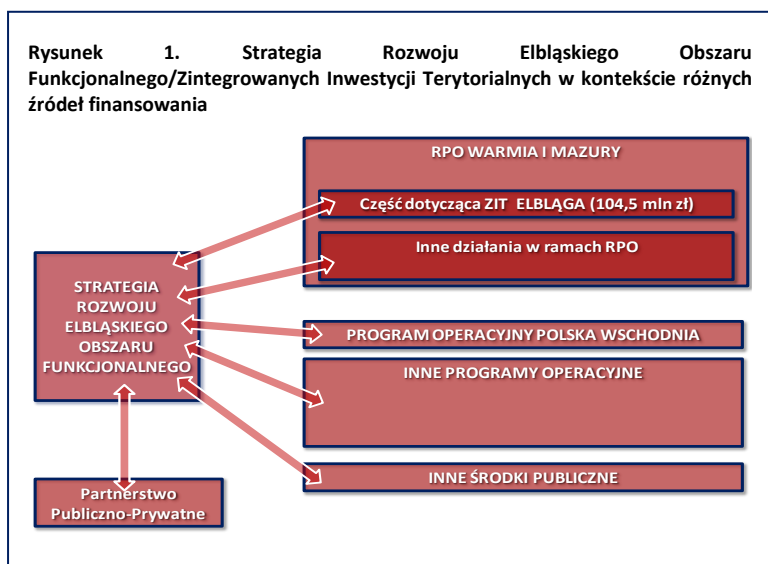 Rysunek 1. Strategia Rozwoju Elbląskiego Obszaru
Funkcjonalnego/Zintegrowanych Inwestycji Terytorialnych w kontekście różnych
źródeł finansowania
RPO WARMIA I MAZURY
Część dotycząca ZIT ELBLĄGA (104,5 mln zł)
Inne działania w ramach RPO
STRATEGIA
ROZWOJU
ELBLĄSKIEGO
OBSZARU
FUNKCJONALNEGO
PROGRAM OPERACYJNY POLSKA WSCHODNIA
INNE PROGRAMY OPERACYJNE
INNE ŚRODKI PUBLICZNE
Partnerstwo
Publiczno-Prywatne